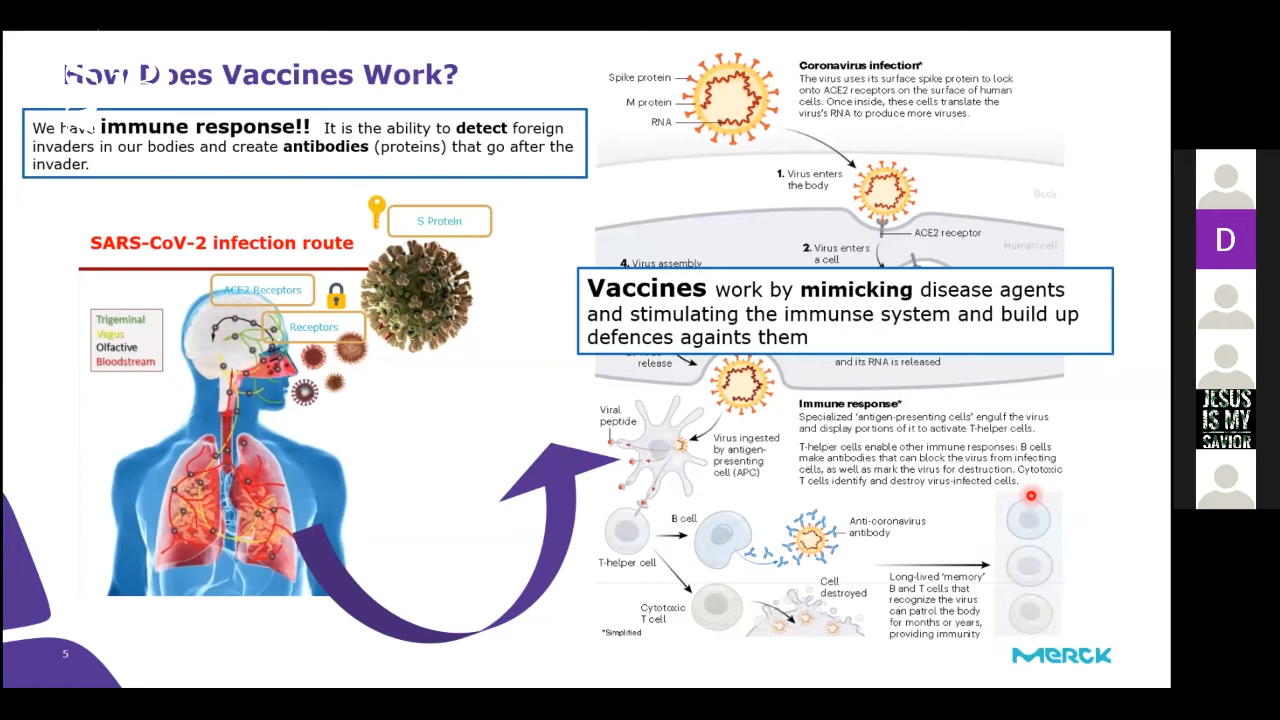 How Does Vaccines Work?
We have immune response!! It is the ability to detect foreign
invaders in our bodies and create antibodies (proteins) that go after the
invader.
S Protein
SARS-CoV-2 infection route
ACE2 Receptors
Receptors
Trigeminal
Vagus
Olfactive
Bloodstream
Spike protein
M protein
RNA
Coronavirus infection*
The virus uses its surface spike protein to lock
onto ACE2 receptors on the surface of human
cells. Once inside, these cells translate the
virus's RNA to produce more viruses.
1. Virus enters
the body
Body
ACE2 receptor
2. Virus enters
a cell
Human cell
4. Virus assembly
Vaccines work by mimicking disease agents
and stimulating the immunse system and build up
defences againts them
release
and its RNA is released
Immune response*
Specialized 'antigen-presenting cells' engulf the virus
and display portions of it to activate T-helper cells.
T-helper cells enable other immune responses: B cells
make antibodies that can block the virus from infecting
cells, as well as mark the virus for destruction. Cytotoxic
T cells identify and destroy virus-infected cells.
Viral
peptide
Virus ingested
by antigen-
presenting
cell (APC)
B cell
Anti-coronavirus
antibody
T-helper cell
Cytotoxic
T cell
Cell
destroyed
Long-lived 'memory'
B and T cells that
recognize the virus
can patrol the body
for months or years,
providing immunity
*Simplified
5
MERCK
D
JESUS
IS MY
SAVIOR